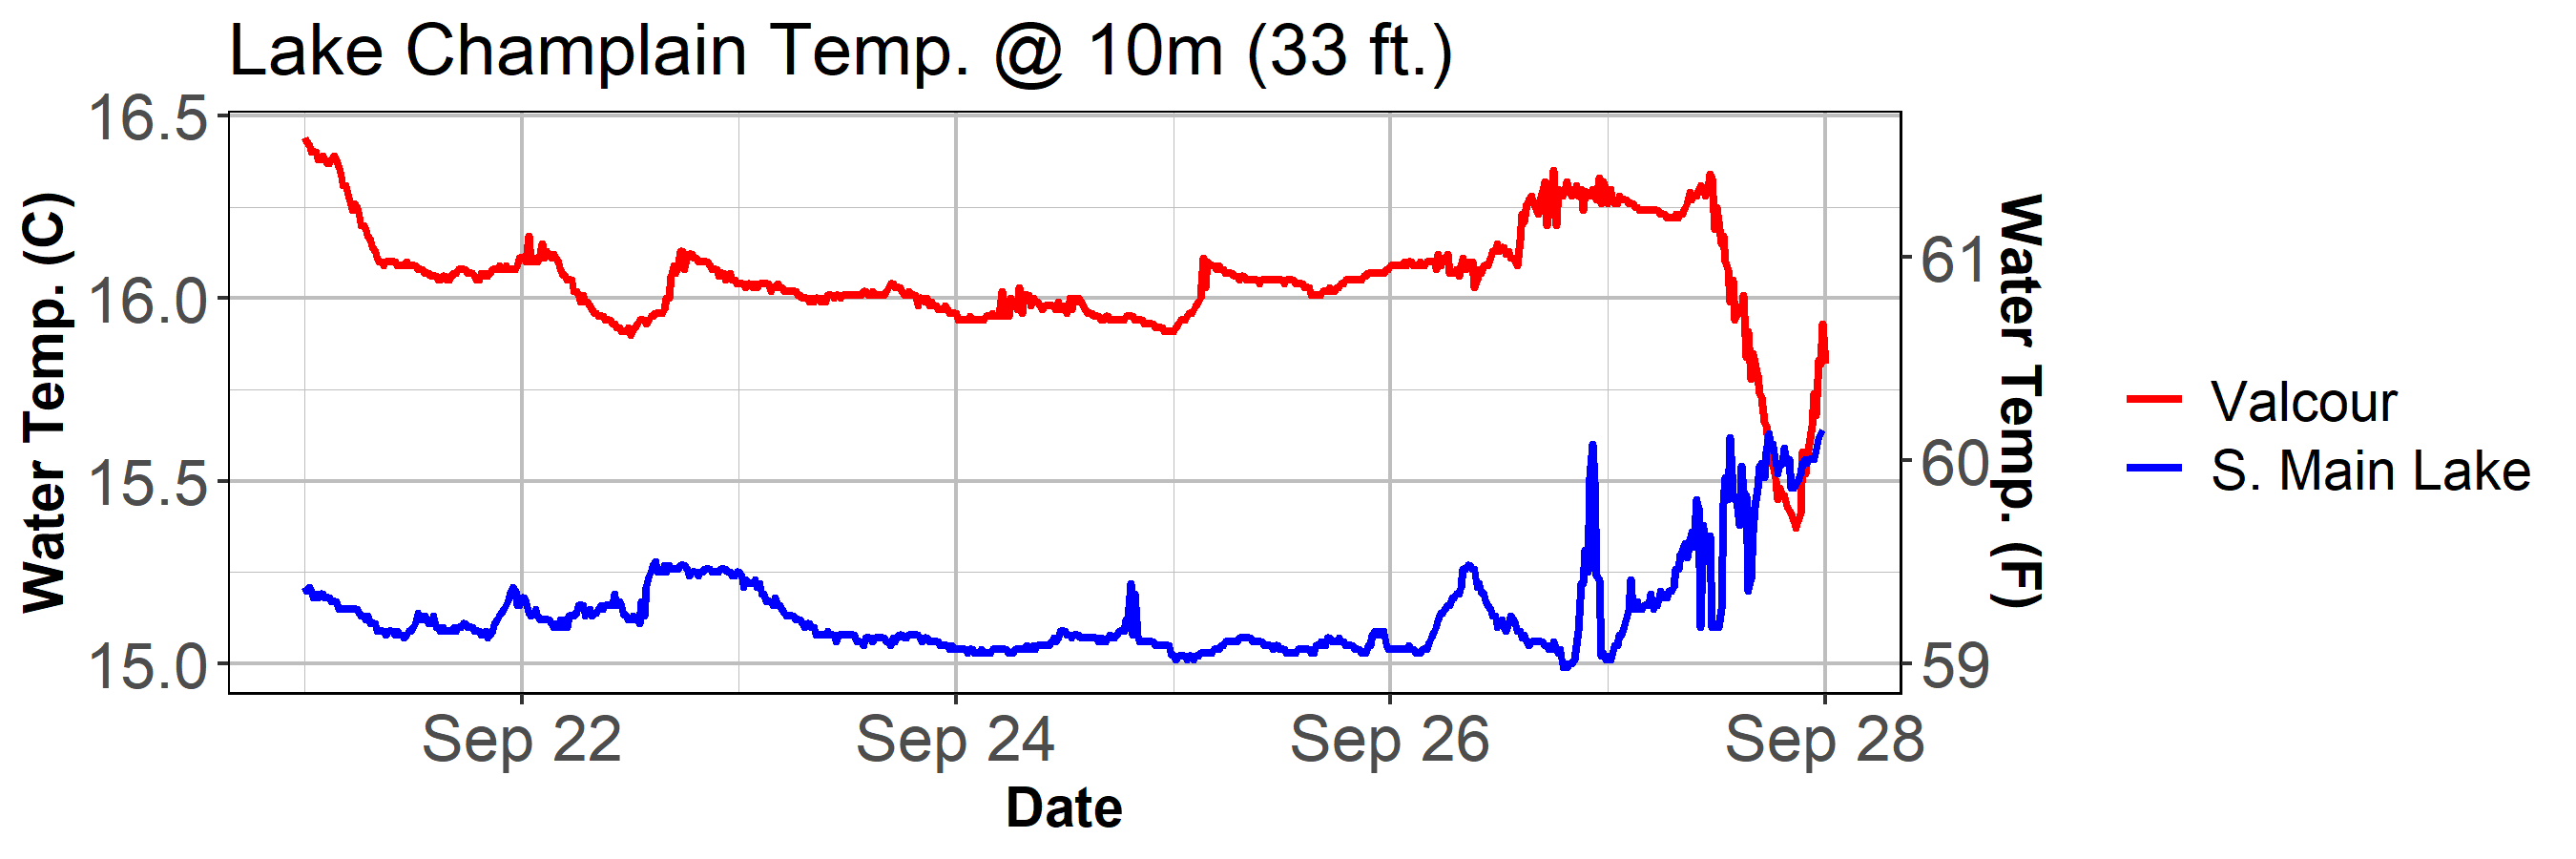 Lake Champlain Temp. @ 10m (33 ft.)
Water Temp. (C)
16.5
16.0
15.5
15.0
61
60
59
Water Temp. (F)
Sep 22
Sep 24
Sep 26
Sep 28
Date
Valcour
S. Main Lake